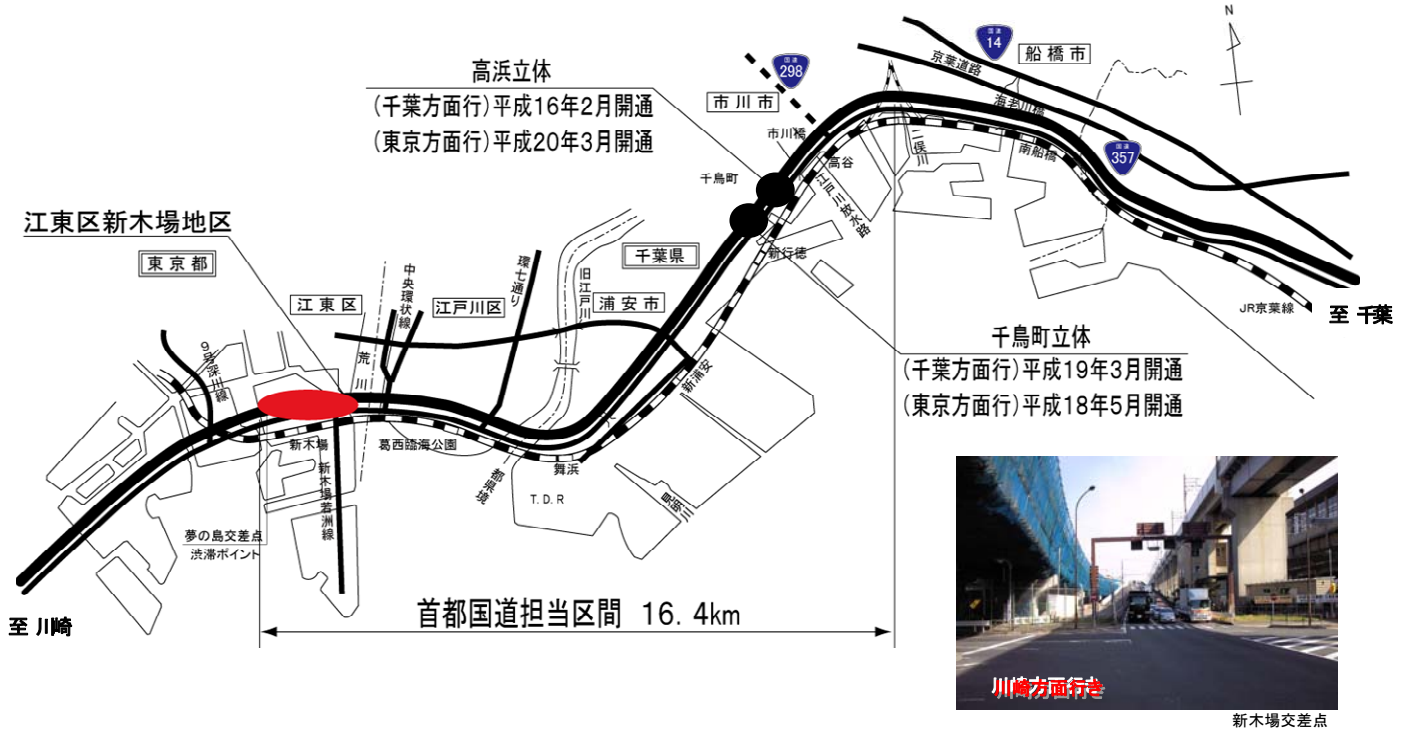 N
国道
14
船橋市
京葉道路
海老川橋
国道
298
高浜立体
(千葉方面行)平成16年2月開通
(東京方面行)平成20年3月開通
市川市
市川橋
二俣川
高谷
南船橋
国道
357
千鳥町
江戸川放水路
江東区新木場地区
東京都
千葉県
新行徳
中央環状線
環七通り
旧江戸川
江東区
江戸川区
浦安市
JR京葉線
至 千葉
千鳥町立体
(千葉方面行)平成19年3月開通
(東京方面行)平成18年5月開通
9号深川線
荒川
新浦安
新木場
葛西臨海公園
舞浜
新木場若洲線
都県境
T.D.R
見明川
夢の島交差点
渋滞ポイント
至 川崎
首都国道担当区間 16.4km
川崎方面行き
新木場交差点